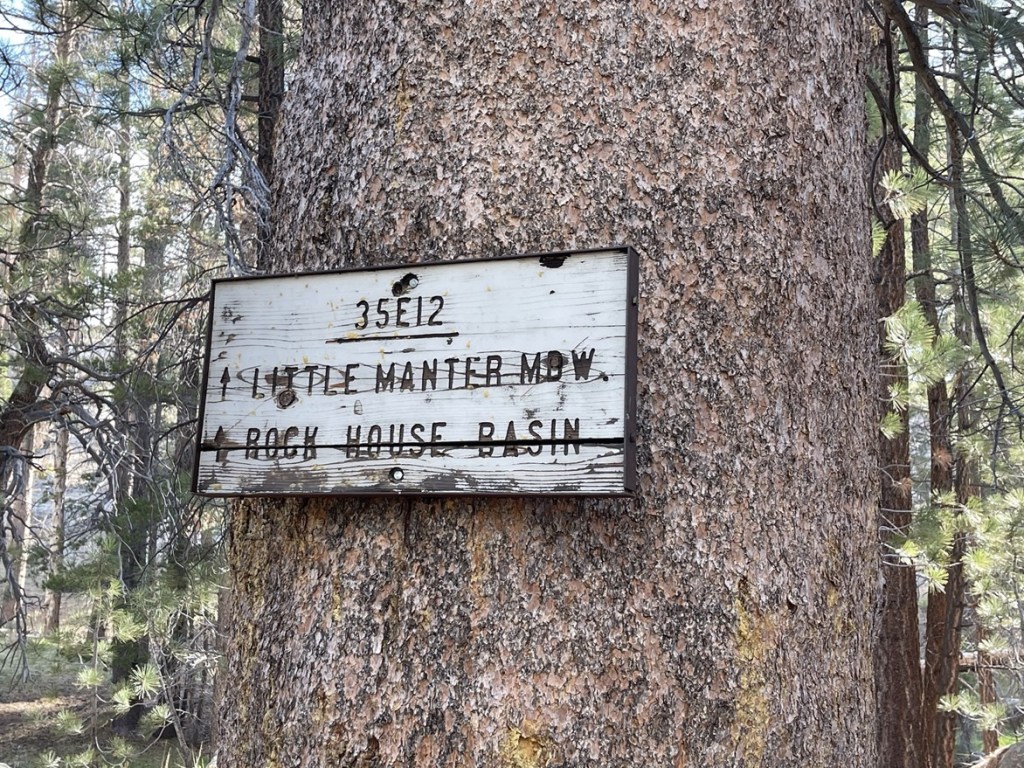 35E12
↑ LITTLE MANTER MDW.
↑ ROCK HOUSE BASIN